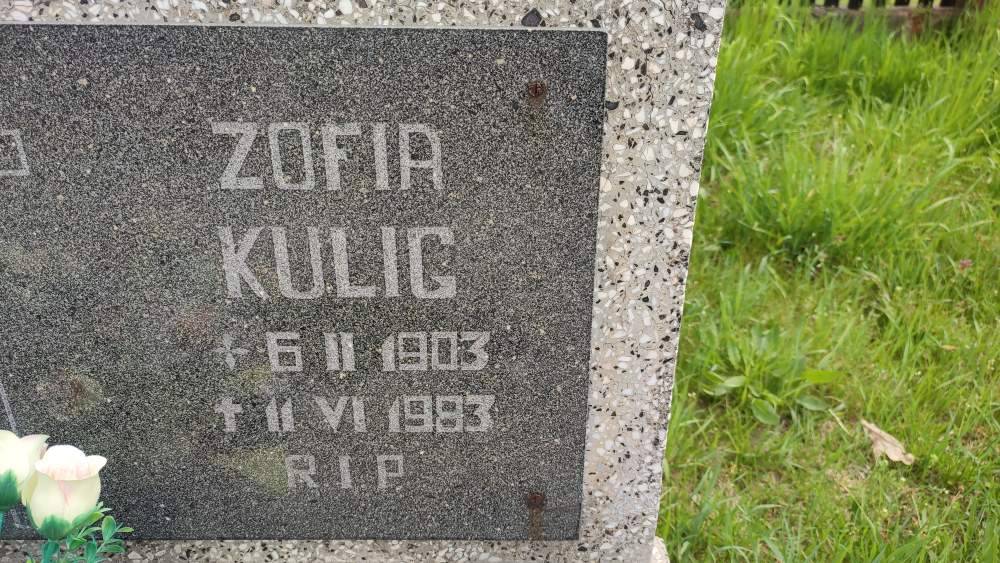 ZOFIA
KULIG
6 II 1903
† 11 VI 1983
R I P